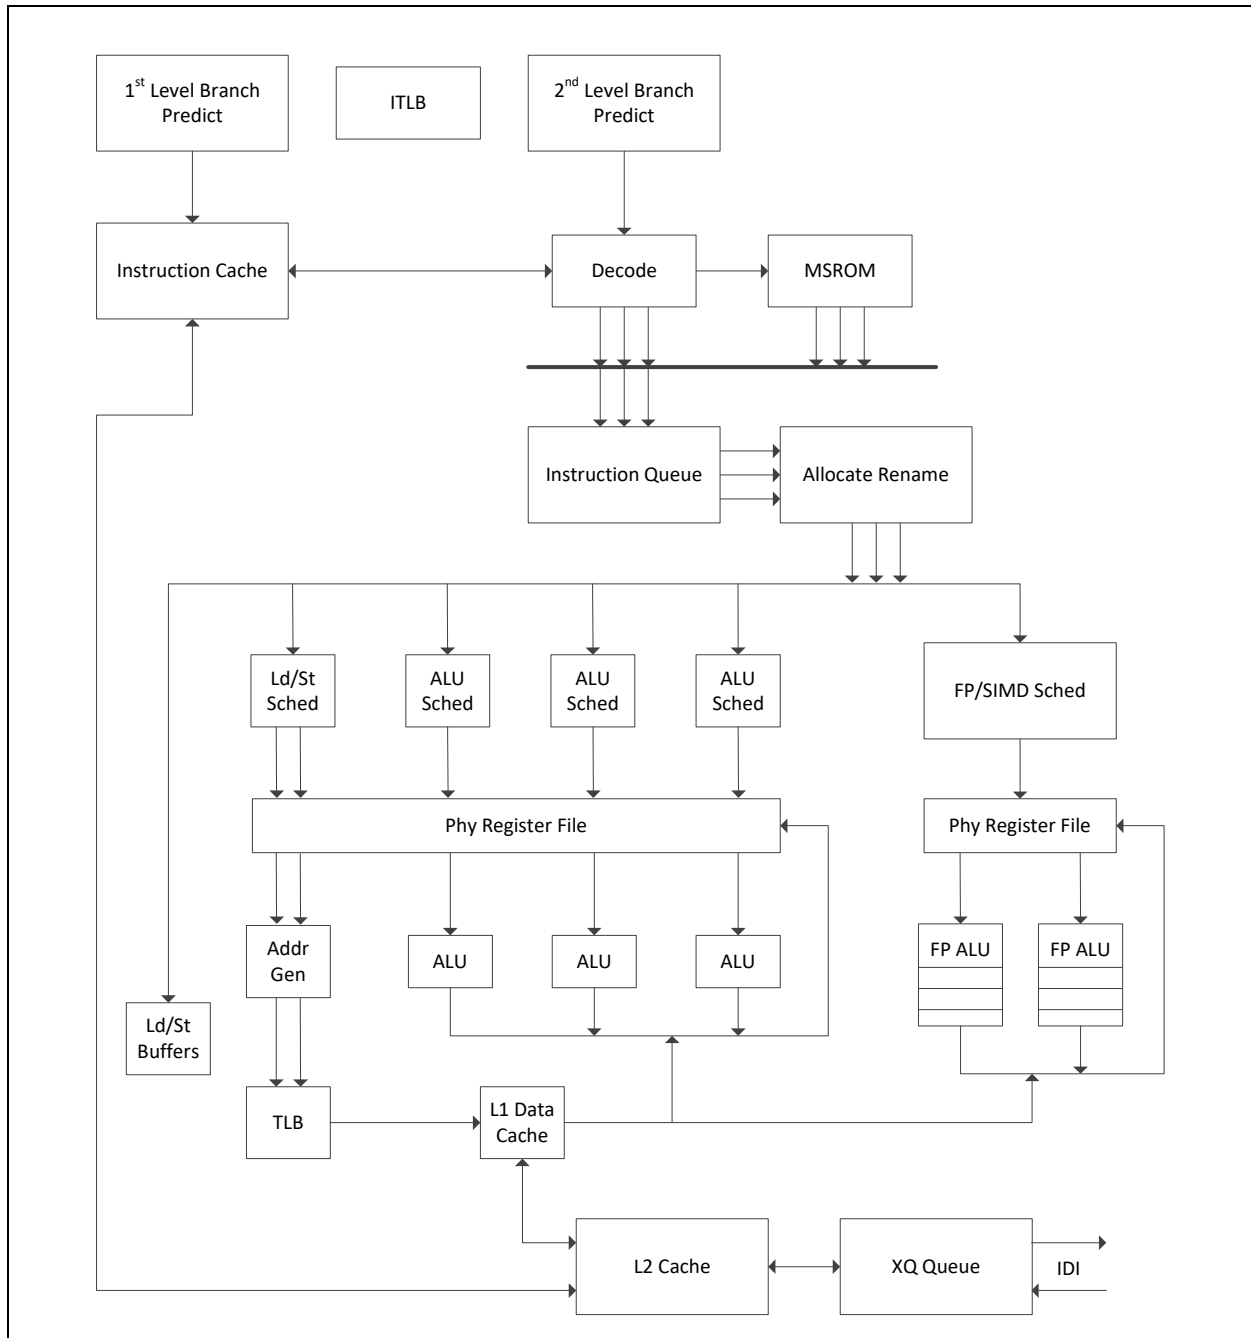 1st Level Branch
Predict
ITLB
2nd Level Branch
Predict
Instruction Cache
Decode
MSROM
Instruction Queue
Allocate Rename
Ld/St
Sched
ALU
Sched
ALU
Sched
ALU
Sched
FP/SIMD Sched
Phy Register File
Phy Register File
Addr
Gen
ALU
ALU
ALU
FP ALU
FP ALU
Ld/St
Buffers
TLB
L1 Data
Cache
L2 Cache
XQ Queue
IDI